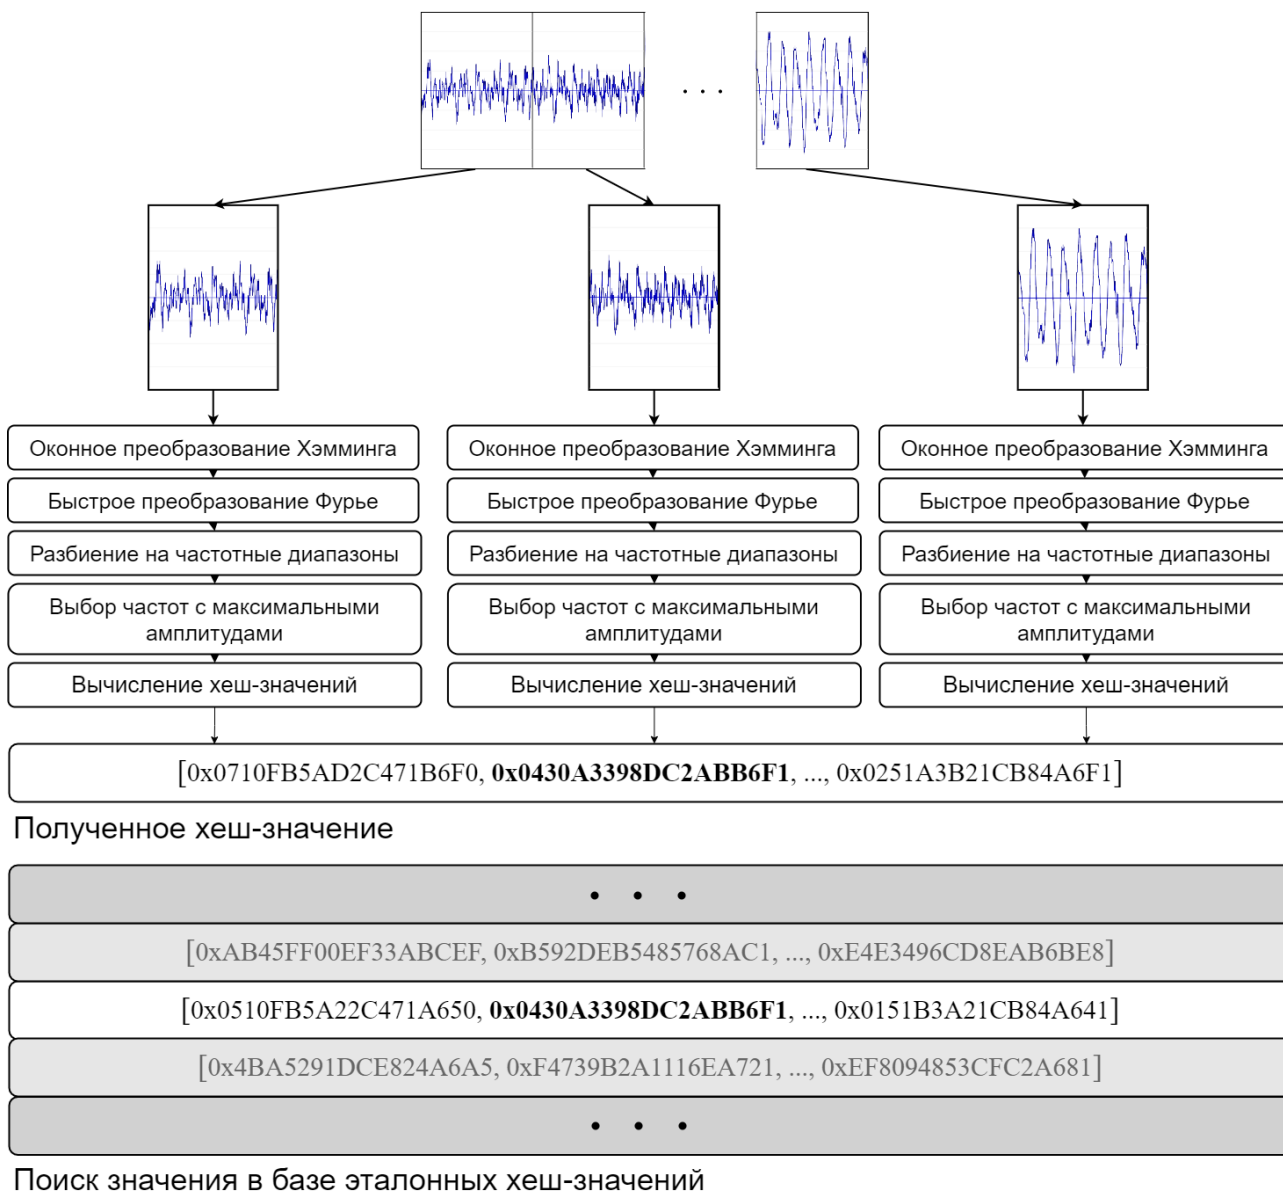 . . .
Оконное преобразование Хэмминга
Быстрое преобразование Фурье
Разбиение на частотные диапазоны
Выбор частот с максимальными
амплитудами
Вычисление хеш-значений
Оконное преобразование Хэмминга
Быстрое преобразование Фурье
Разбиение на частотные диапазоны
Выбор частот с максимальными
амплитудами
Вычисление хеш-значений
Оконное преобразование Хэмминга
Быстрое преобразование Фурье
Разбиение на частотные диапазоны
Выбор частот с максимальными
амплитудами
Вычисление хеш-значений
[0x0710FB5AD2C471B6F0, 0x0430A3398DC2ABB6F1, ..., 0x0251A3B21CB84A6F1]
Полученное хеш-значение
. . .
[0xAB45FF00EF33ABCEF, 0xB592DEB5485768AC1, ..., 0xE4E3496CD8EAB6BE8]
[0x0510FB5A22C471A650, 0x0430A3398DC2ABB6F1, ..., 0x0151B3A21CB84A641]
[0x4BA5291DCE824A6A5, 0xF4739B2A1116EA721, ..., 0xEF8094853CFC2A681]
. . .
Поиск значения в базе эталонных хеш-значений